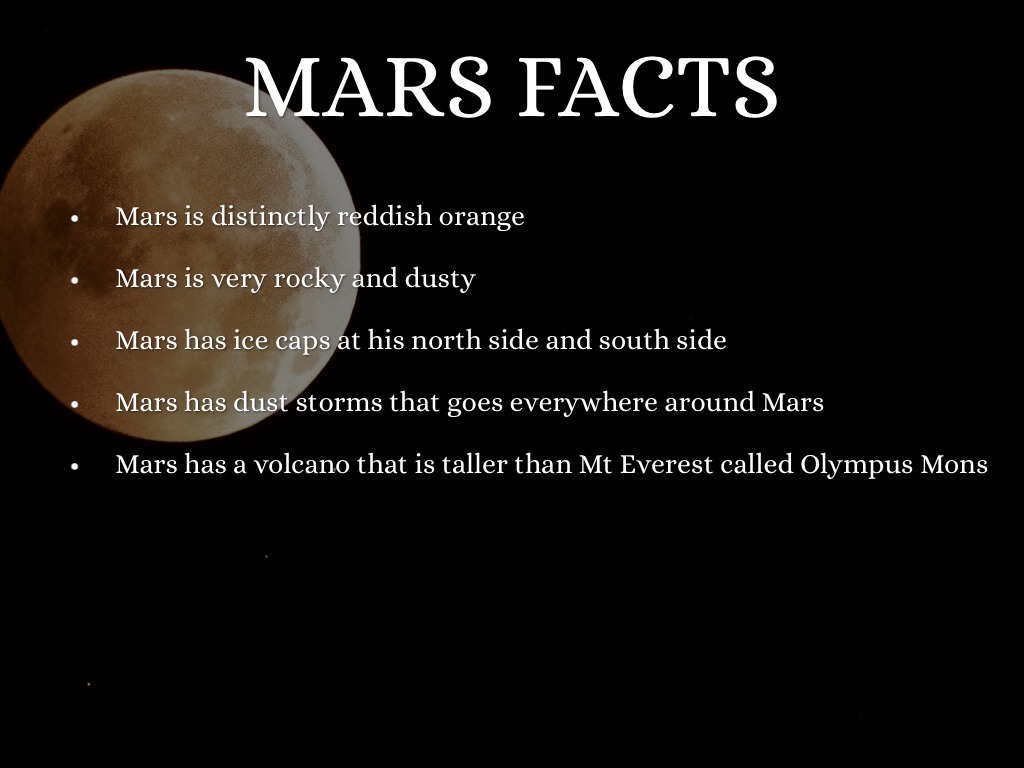 MARS FACTS
• Mars is distinctly reddish orange
• Mars is very rocky and dusty
• Mars has ice caps at his north side and south side
• Mars has dust storms that goes everywhere around Mars
• Mars has a volcano that is taller than Mt Everest called Olympus Mons